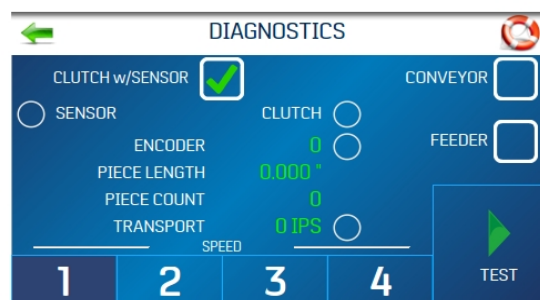 DIAGNOSTICS
CLUTCH w/SENSOR CONVEYOR
SENSOR CLUTCH
ENCODER 0 FEEDER
PIECE LENGTH 0.000 "
PIECE COUNT 0
TRANSPORT 0 IPS
SPEED
1 2 3 4 TEST